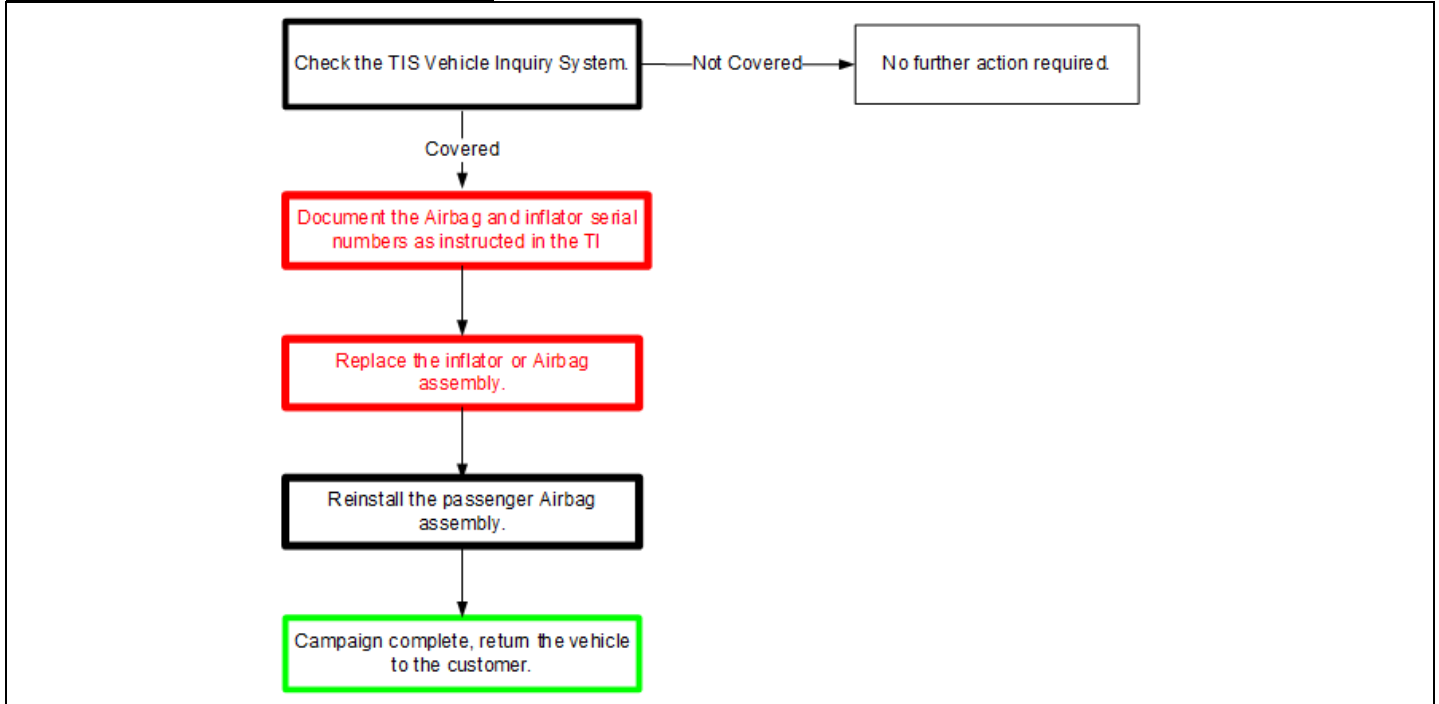 Check the TIS Vehicle Inquiry System.
Not Covered
No further action required.
Covered
Document the Airbag and inflator serial
numbers as instructed in the TI
Replace the inflator or Airbag
assembly.
Reinstall the passenger Airbag
assembly.
Campaign complete, return the vehicle
to the customer.